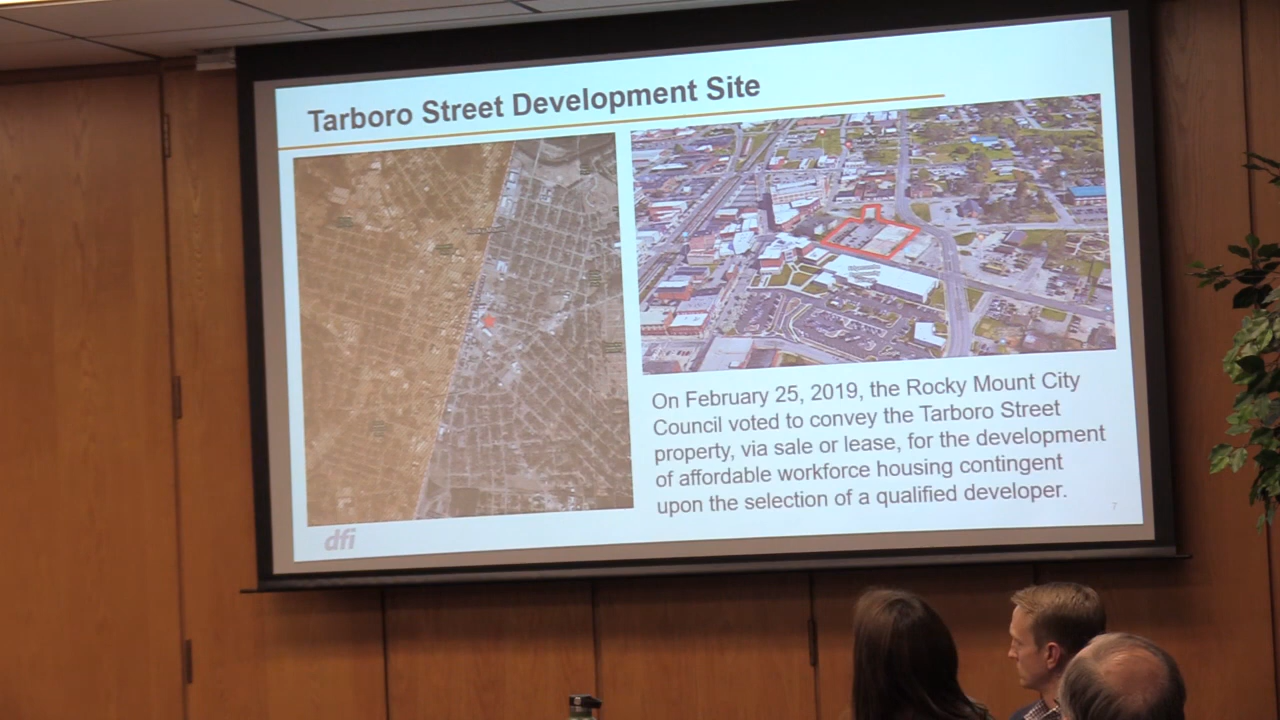 Tarboro Street Development Site
On February 25, 2019, the Rocky Mount City
Council voted to convey the Tarboro Street
property, via sale or lease, for the development
of affordable workforce housing contingent
upon the selection of a qualified developer.
7
dfi